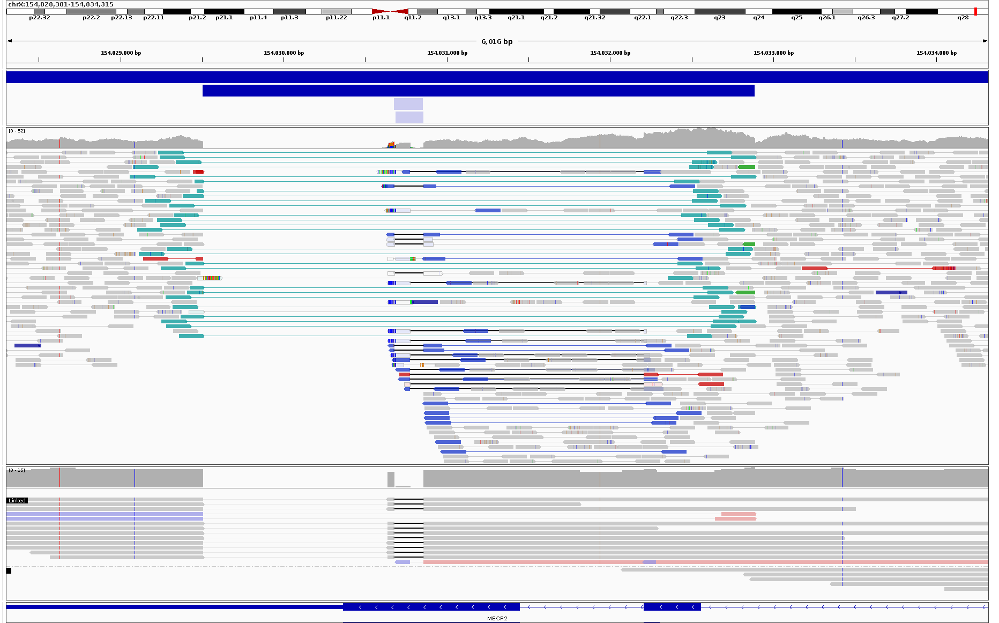 chrX:154,028,301-154,034,315
p22.32 p22.2 p22.13 p22.11 p21.2 p21.1 p11.4 p11.3 p11.22 p11.1 q11.2 q13.1 q13.3 q21.1 q21.2 q21.32 q22.1 q22.3 q23 q24 q25 q26.1 q26.3 q27.2 q28
6,016 bp
154,029,000 bp 154,030,000 bp 154,031,000 bp 154,032,000 bp 154,033,000 bp 154,034,000 bp
[0 - 52]
[0 - 15]
Linked
MECP2